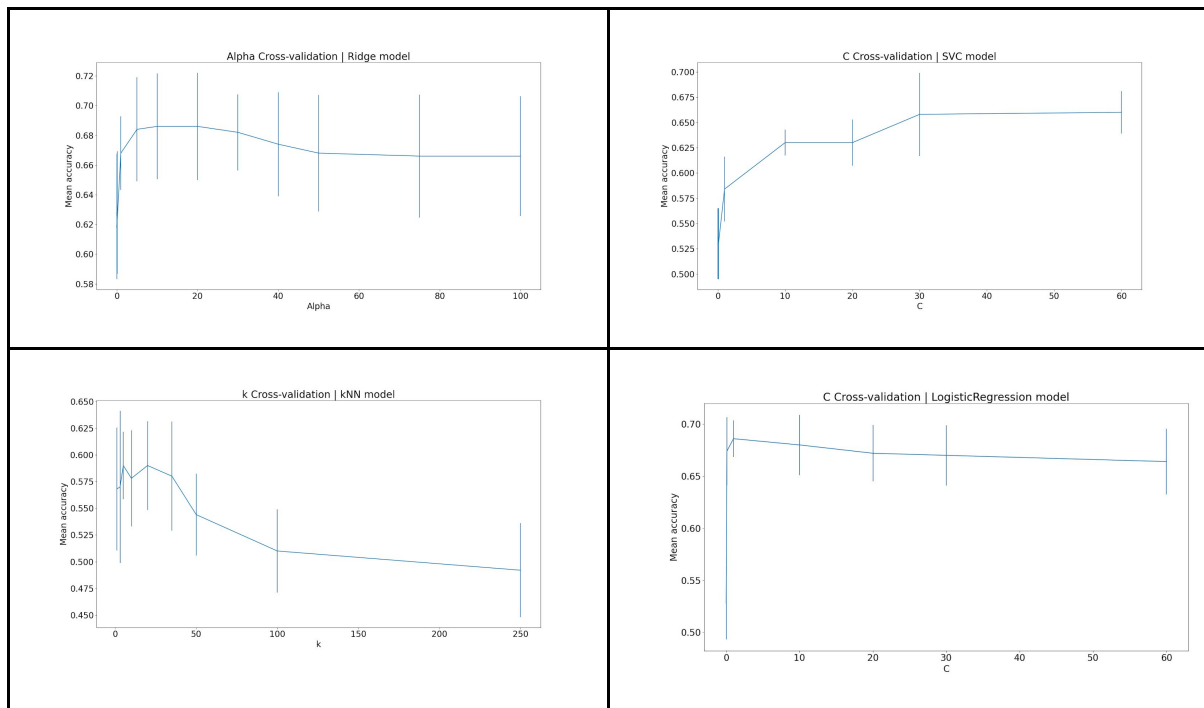 Alpha Cross-validation | Ridge model
Mean accuracy
0.72
0.70
0.68
0.66
0.64
0.62
0.60
0.58
0 20 40 60 80 100
Alpha
C Cross-validation | SVC model
Mean accuracy
0.700
0.675
0.650
0.625
0.600
0.575
0.550
0.525
0.500
0 10 20 30 40 50 60
C
k Cross-validation | kNN model
Mean accuracy
0.650
0.625
0.600
0.575
0.550
0.525
0.500
0.475
0.450
0 50 100 150 200 250
k
C Cross-validation | LogisticRegression model
Mean accuracy
0.70
0.65
0.60
0.55
0.50
0 10 20 30 40 50 60
C